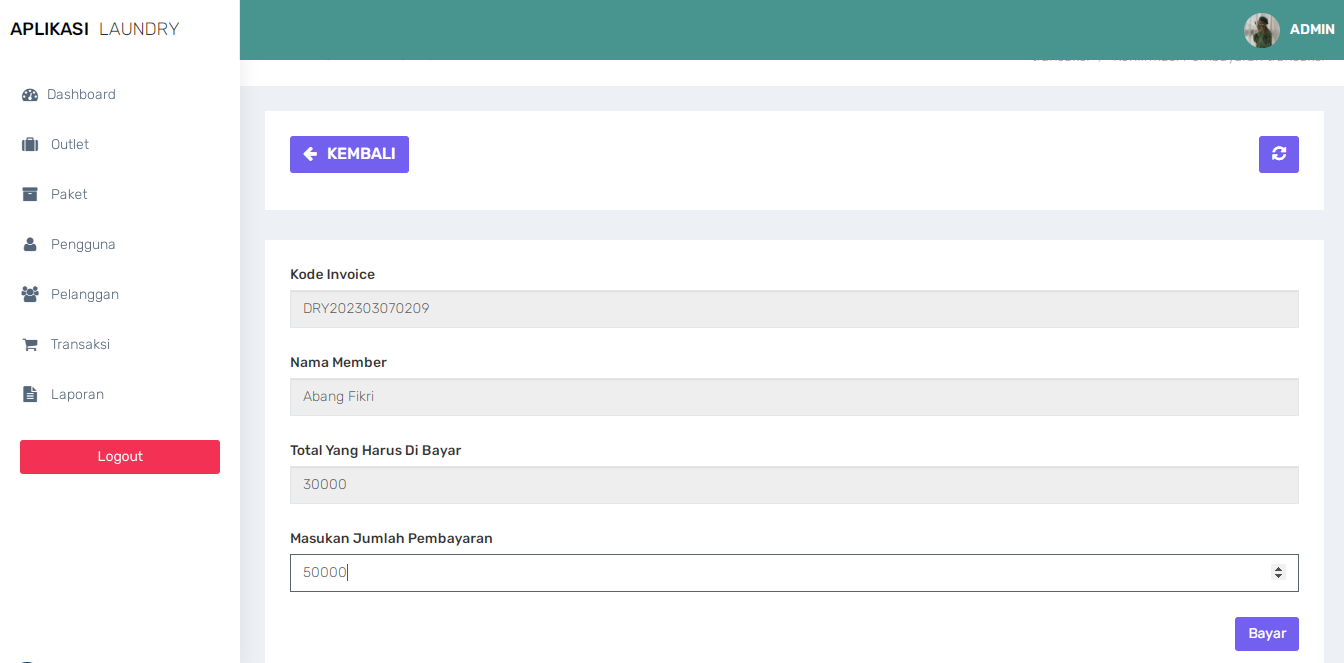 APLIKASI LAUNDRY
ADMIN
Dashboard
Outlet
Paket
Pengguna
Pelanggan
Transaksi
Laporan
Logout
KEMBALI
Kode Invoice
DRY202303070209
Nama Member
Abang Fikri
Total Yang Harus Di Bayar
30000
Masukan Jumlah Pembayaran
50000
Bayar